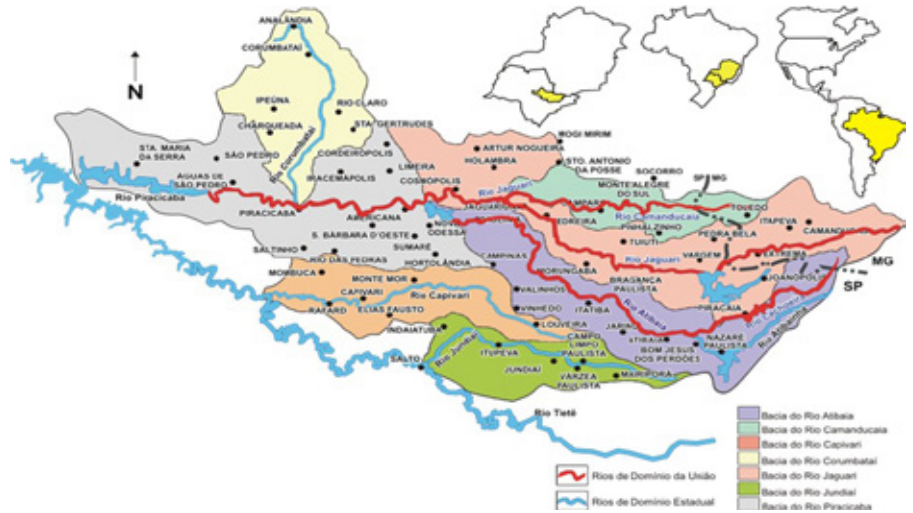 N
ANALÂNDIA
CORUMBATAÍ
IPEÚNA
RIO CLARO
CHARQUEADA
STA. GERTRUDES
Rio Corumbataí
CORDEIRÓPOLIS
STA. MARIA
DA SERRA
SÃO PEDRO
ÁGUAS DE
SÃO PEDRO
Rio Piracicaba
IRACEMÁPOLIS
LIMEIRA
COSMÓPOLIS
PIRACICABA
AMERICANA
NOVA
ODESSA
S. BÁRBARA D'OESTE
SUMARÉ
HORTOLÂNDIA
SALTINHO
RIO DAS PEDRAS
ARTUR NOGUEIRA
HOLAMBRA
OGI MIRIM
STO. ANTONIO
DA POSSE
SOCORRO
SP/MG
Rio Jaguari
MONTE ALEGRE
DO SUL
Rio Camanducaia
TOLEDO
ITAPEVA
PEDRA BELA
TUIUTI
VARGEM
EXTREMA
Rio Jaguari
MORUNGABA
BRAGANÇA
PAULISTA
JOANÓPOLIS
PIRACAIA
MG
SP
CAMPINAS
VALINHOS
VINHEDO
ITATIBA
Rio Atibaia
JARINU
ATIBAIA
BOM JESUS
DOS PERDÕES
NAZARÉ
PAULISTA
Rio Cachoeira
MOMBUCA
MONTE MOR
CAPIVARI
Rio Capivari
RAFARD
ELIAS FAUSTO
LOUVEIRA
INDAIATUBA
Rio Jundiaí
ITUPEVA
CAMPO
LIMPO
PAULISTA
SALTO
JUNDIAÍ
VÁRZEA
PAULISTA
MAIRIPORÃ
Rio Tietê
Rios de Domínio da União
Rios de Domínio Estadual
Bacia do Rio Atibaia
Bacia do Rio Camanducaia
Bacia do Rio Capivari
Bacia do Rio Corumbataí
Bacia do Rio Jaguari
Bacia do Rio Jundiaí
Bacia do Rio Piracicaba